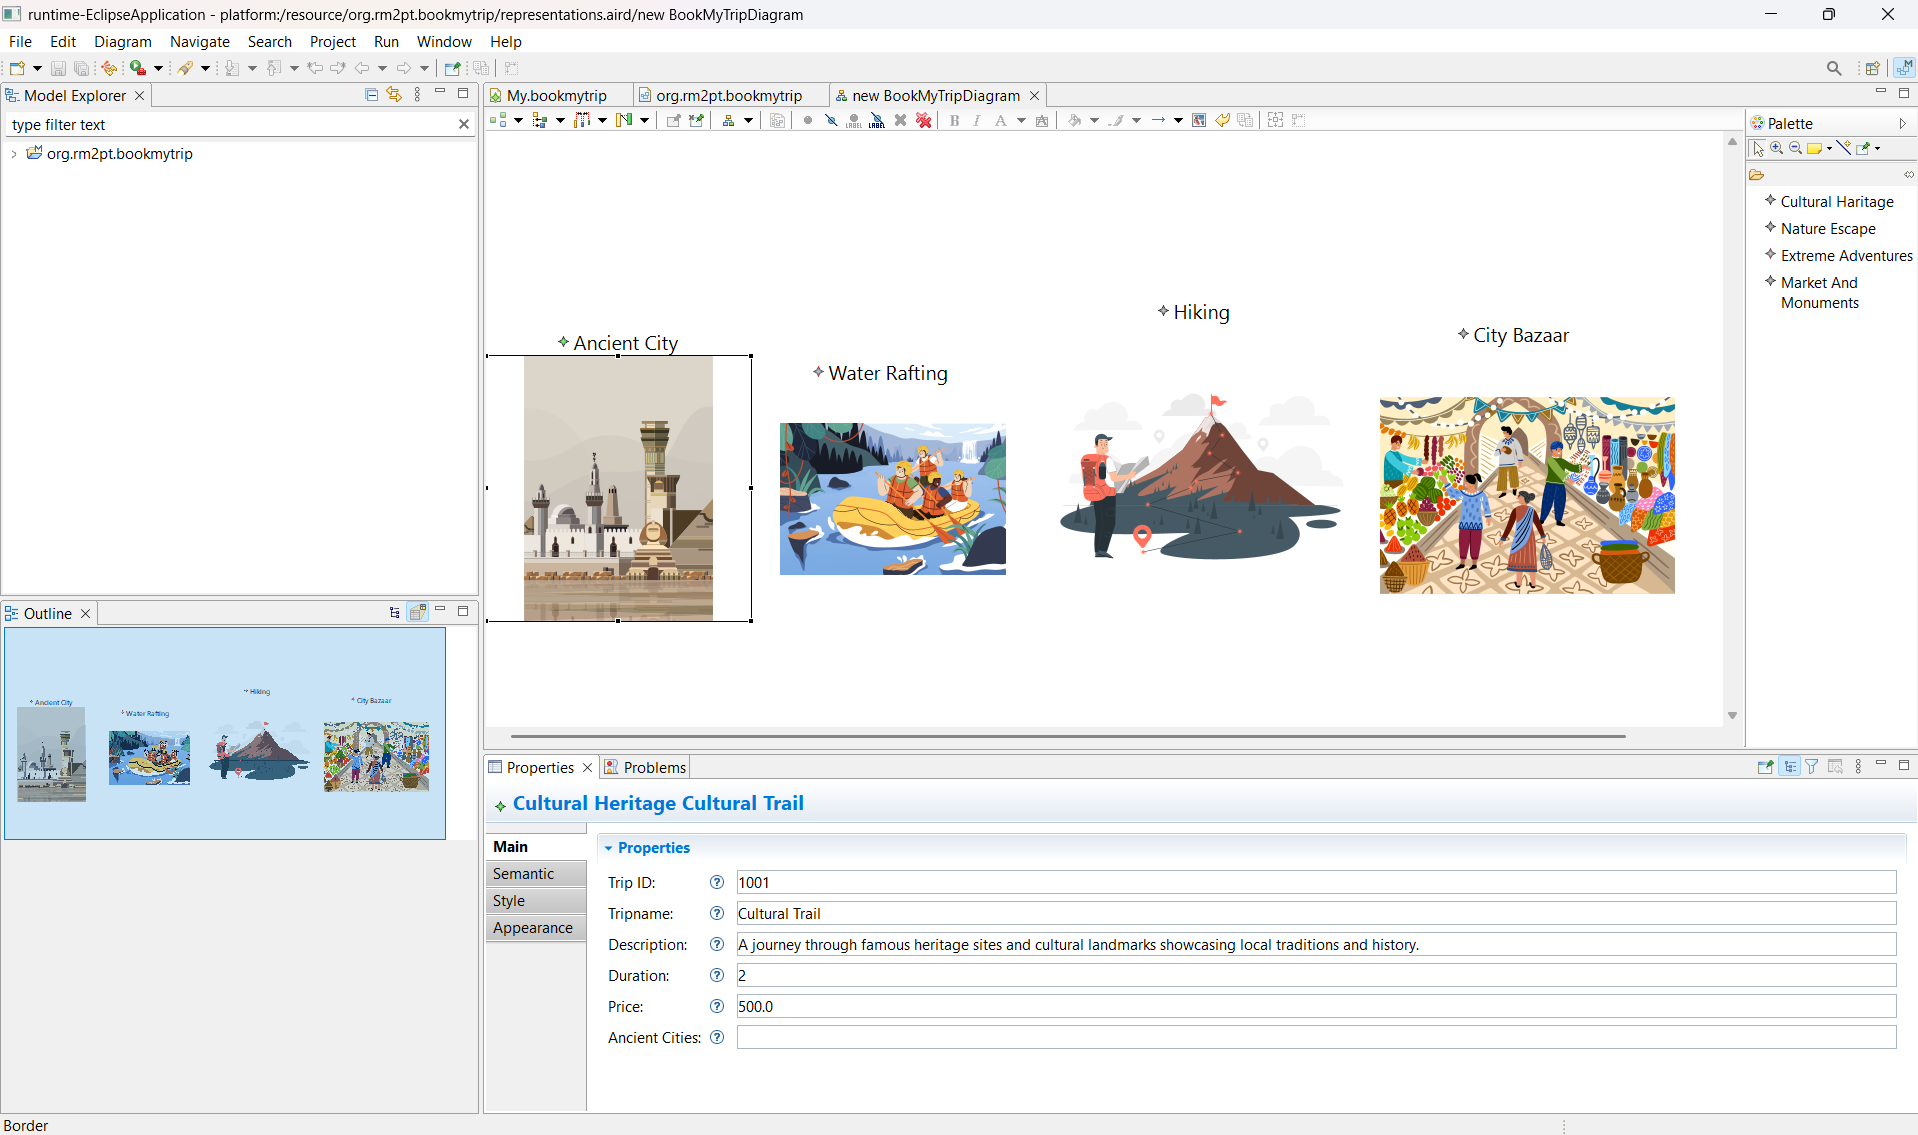 runtime-EclipseApplication - platform:/resource/org.rm2pt.bookmytrip/representations.aird/new BookMyTripDiagram
File Edit Diagram Navigate Search Project Run Window Help
Model Explorer
type filter text
org.rm2pt.bookmytrip
My.bookmytrip
org.rm2pt.bookmytrip
new BookMyTripDiagram
LABEL
LABEL
B I A A
Palette
Cultural Haritage
Nature Escape
Extreme Adventures
Market And
Monuments
Ancient City
Water Rafting
Hiking
City Bazaar
Outline
Ancient City
Water Rafting
Hiking
City Bazaar
Properties
Problems
Cultural Heritage Cultural Trail
Main
Semantic
Style
Appearance
Properties
Trip ID: 1001
Tripname: Cultural Trail
Description: A journey through famous heritage sites and cultural landmarks showcasing local traditions and history.
Duration: 2
Price: 500.0
Ancient Cities:
Border